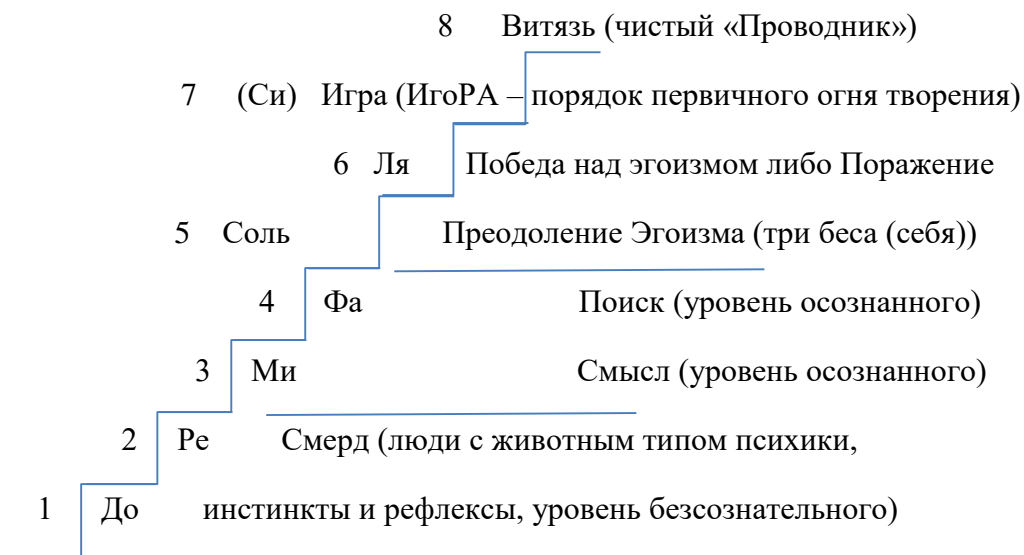 8 Витязь (чистый «Проводник»)
7 (Си) Игра (ИгоРА – порядок первичного огня творения)
6 Ля Победа над эгоизмом либо Поражение
5 Соль Преодоление Эгоизма (три беса (себя))
4 Фа Поиск (уровень осознанного)
3 Ми Смысл (уровень осознанного)
2 Ре Смерд (люди с животным типом психики,
1 До инстинкты и рефлексы, уровень безсознательного)